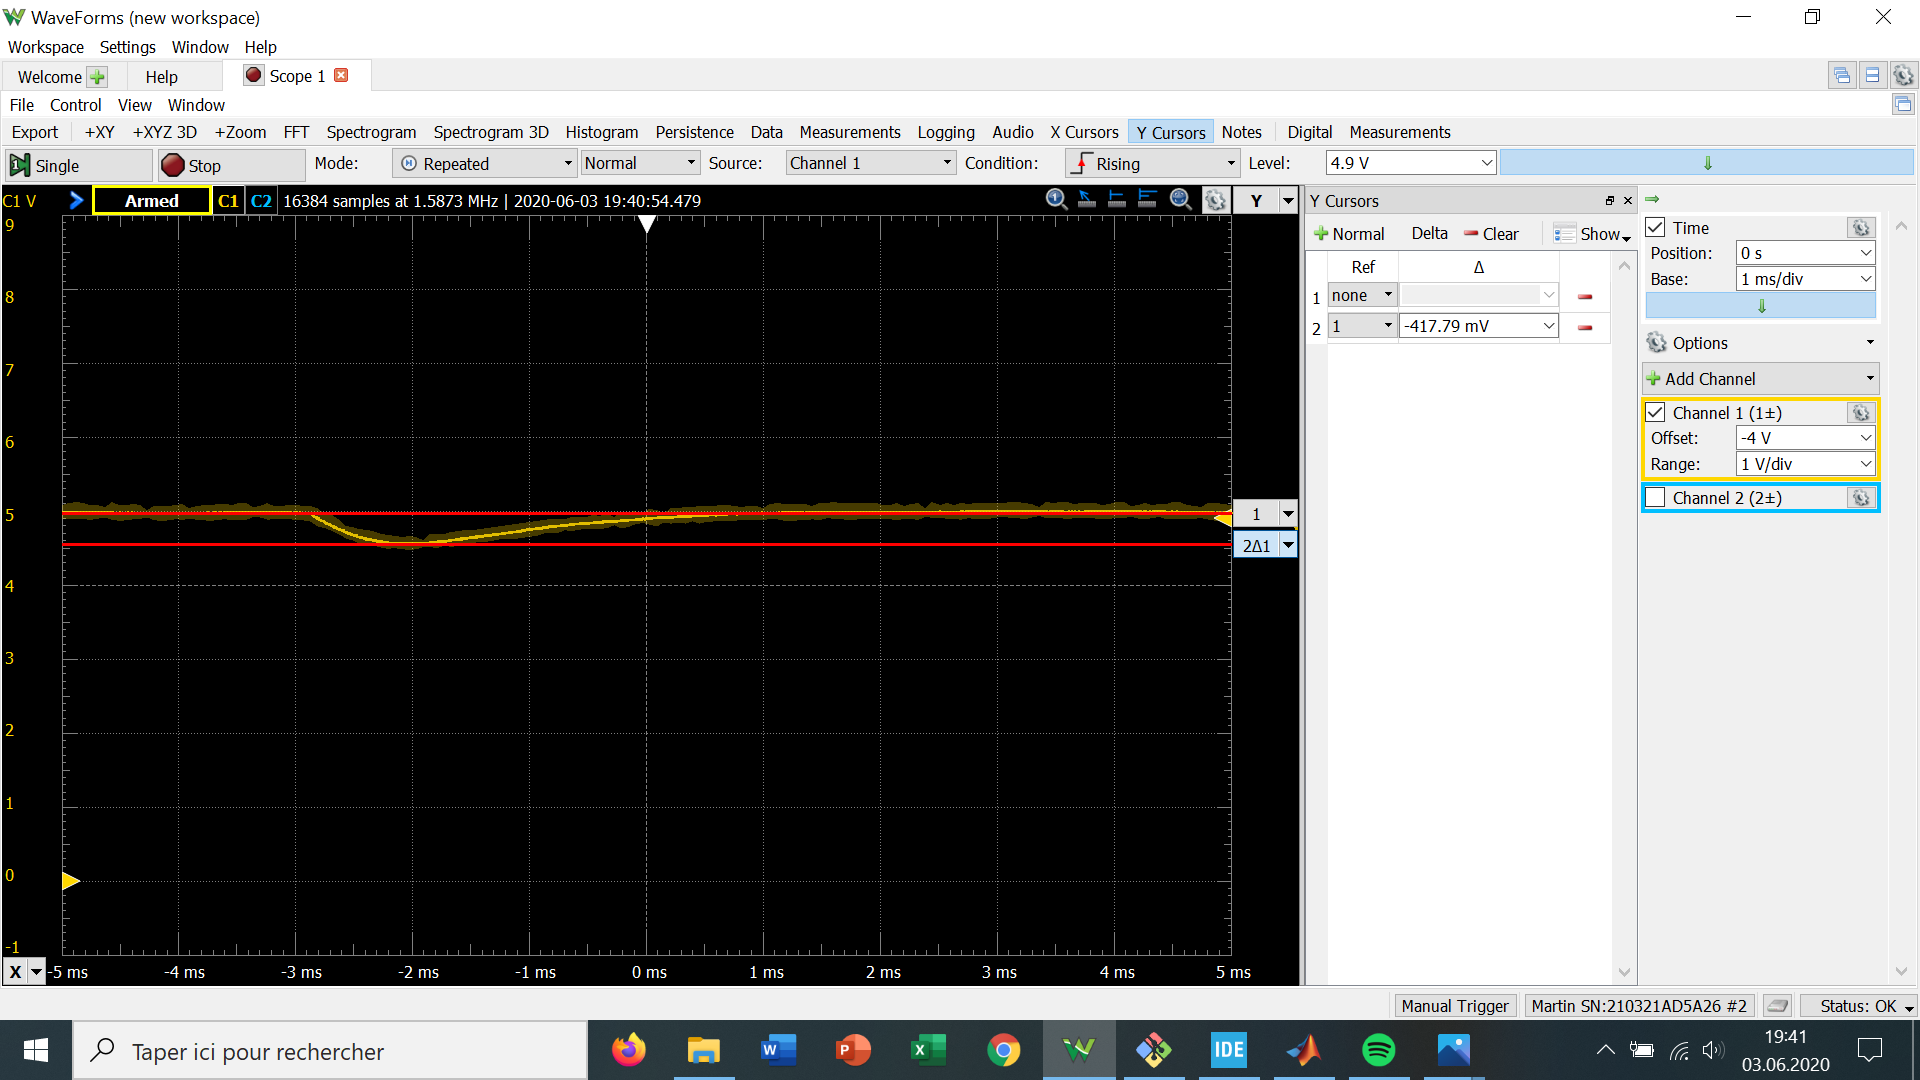 WaveForms (new workspace)
Workspace Settings Window Help
Welcome Help Scope 1
File Control View Window
Export +XY +XYZ 3D +Zoom FFT Spectrogram Spectrogram 3D Histogram Persistence Data Measurements Logging Audio X Cursors Y Cursors Notes Digital Measurements
Single Stop Mode: Repeated Normal Source: Channel 1 Condition: Rising Level: 4.9 V
C1 V Armed C1 C2 16384 samples at 1.5873 MHz | 2020-06-03 19:40:54.479 Y
9
8
7
6
5
4
3
2
1
0
-1
1
2Δ1
X -5 ms -4 ms -3 ms -2 ms -1 ms 0 ms 1 ms 2 ms 3 ms 4 ms 5 ms
Y Cursors
Normal Delta Clear Show
Ref Δ
1 none
2 1 -417.79 mV
Time
Position: 0 s
Base: 1 ms/div
Options
Add Channel
Channel 1 (1±)
Offset: -4 V
Range: 1 V/div
Channel 2 (2±)
Manual Trigger Martin SN:210321AD5A26 #2 Status: OK
Taper ici pour rechercher
IDE
19:41
03.06.2020